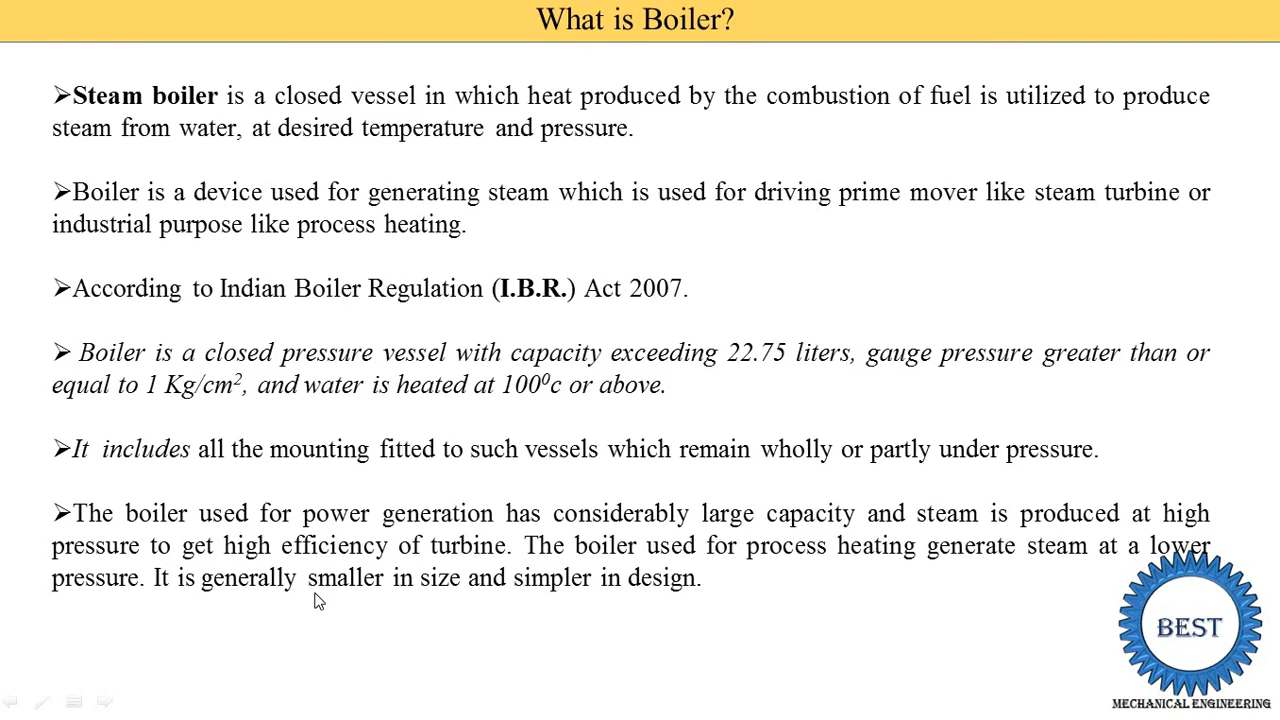 What is Boiler?
➢Steam boiler is a closed vessel in which heat produced by the combustion of fuel is utilized to produce
steam from water, at desired temperature and pressure.
➢Boiler is a device used for generating steam which is used for driving prime mover like steam turbine or
industrial purpose like process heating.
➢According to Indian Boiler Regulation (I.B.R.) Act 2007.
➢ Boiler is a closed pressure vessel with capacity exceeding 22.75 liters, gauge pressure greater than or
equal to 1 Kg/cm², and water is heated at 100⁰c or above.
➢It includes all the mounting fitted to such vessels which remain wholly or partly under pressure.
➢The boiler used for power generation has considerably large capacity and steam is produced at high
pressure to get high efficiency of turbine. The boiler used for process heating generate steam at a lower
pressure. It is generally smaller in size and simpler in design.
BEST
MECHANICAL ENGINEERING